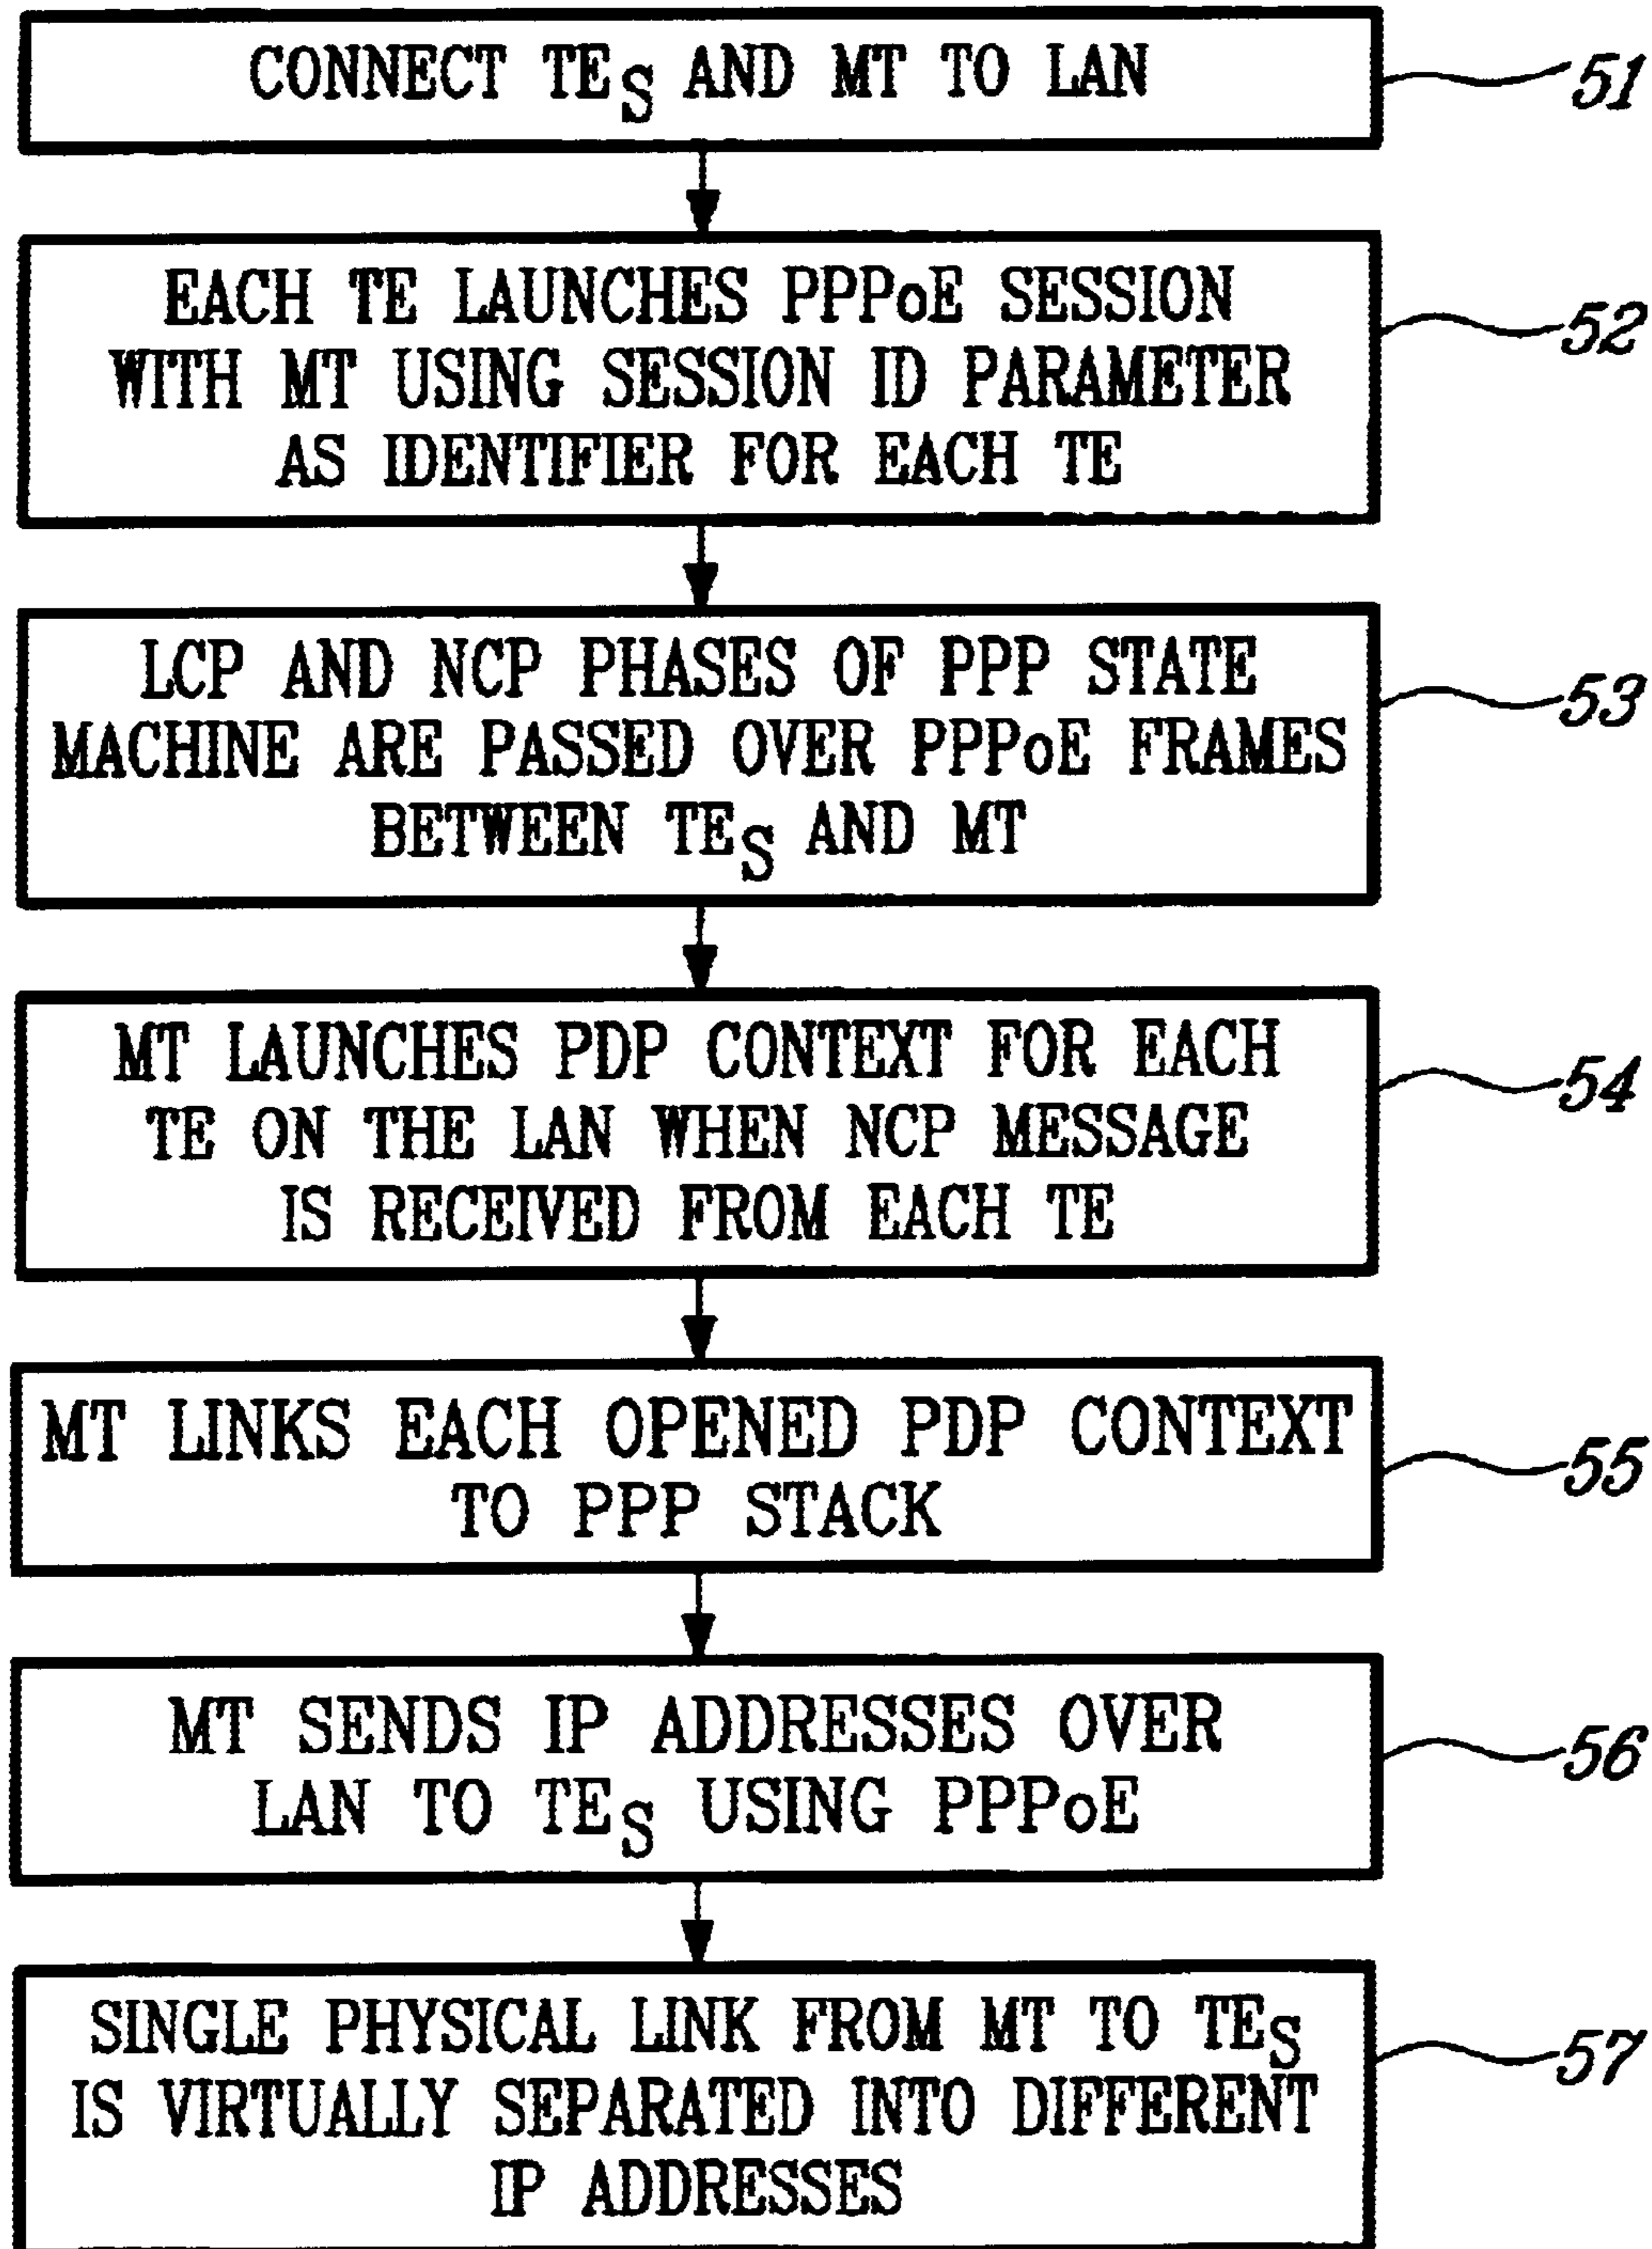 CONNECT TES AND MT TO LAN
51
EACH TE LAUNCHES PPPoE SESSION
WITH MT USING SESSION ID PARAMETER
AS IDENTIFIER FOR EACH TE
52
LCP AND NCP PHASES OF PPP STATE
MACHINE ARE PASSED OVER PPPoE FRAMES
BETWEEN TES AND MT
53
MT LAUNCHES PDP CONTEXT FOR EACH
TE ON THE LAN WHEN NCP MESSAGE
IS RECEIVED FROM EACH TE
54
MT LINKS EACH OPENED PDP CONTEXT
TO PPP STACK
55
MT SENDS IP ADDRESSES OVER
LAN TO TES USING PPPoE
56
SINGLE PHYSICAL LINK FROM MT TO TES
IS VIRTUALLY SEPARATED INTO DIFFERENT
IP ADDRESSES
57